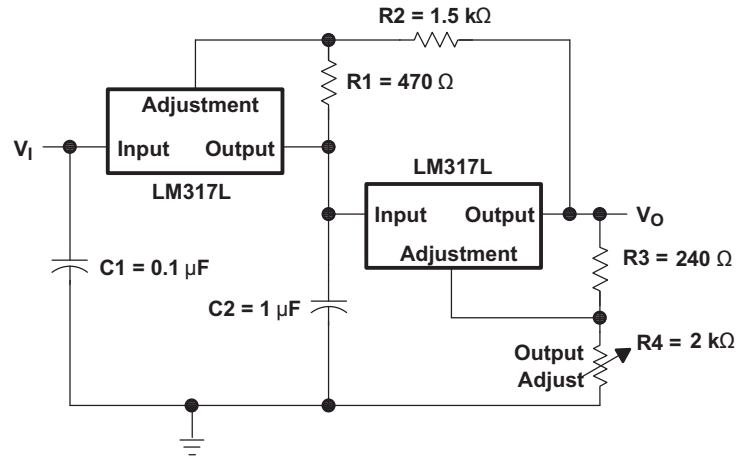 R2 = 1.5 kΩ
R1 = 470 Ω
Adjustment
VI
Input
Output
LM317L
LM317L
Input
Output
VO
Adjustment
C1 = 0.1 µF
R3 = 240 Ω
C2 = 1 µF
Output
Adjust
R4 = 2 kΩ